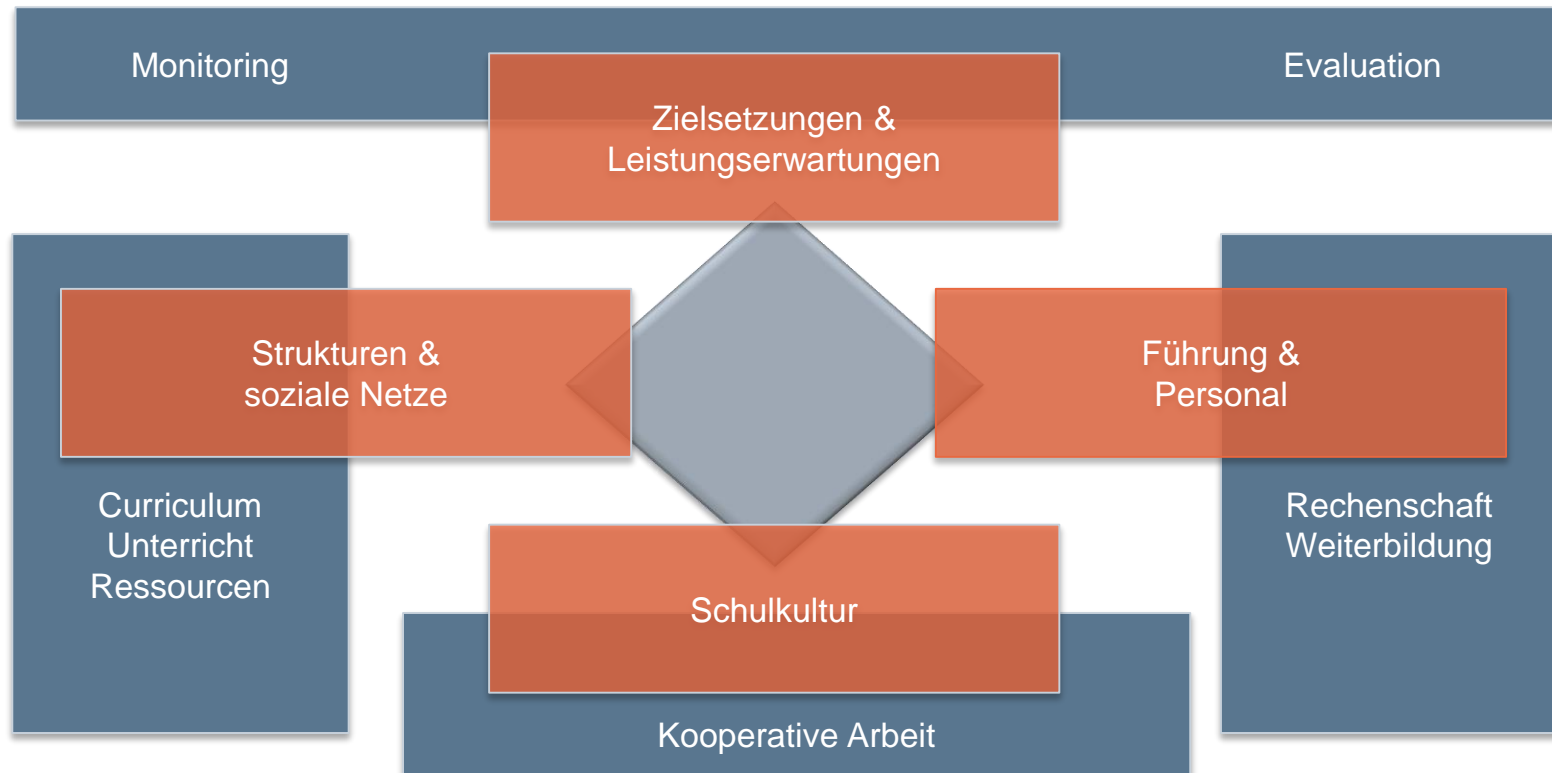 Monitoring
Evaluation
Zielsetzungen &
Leistungserwartungen
Strukturen &
soziale Netze
Führung &
Personal
Curriculum
Unterricht
Ressourcen
Rechenschaft
Weiterbildung
Schulkultur
Kooperative Arbeit